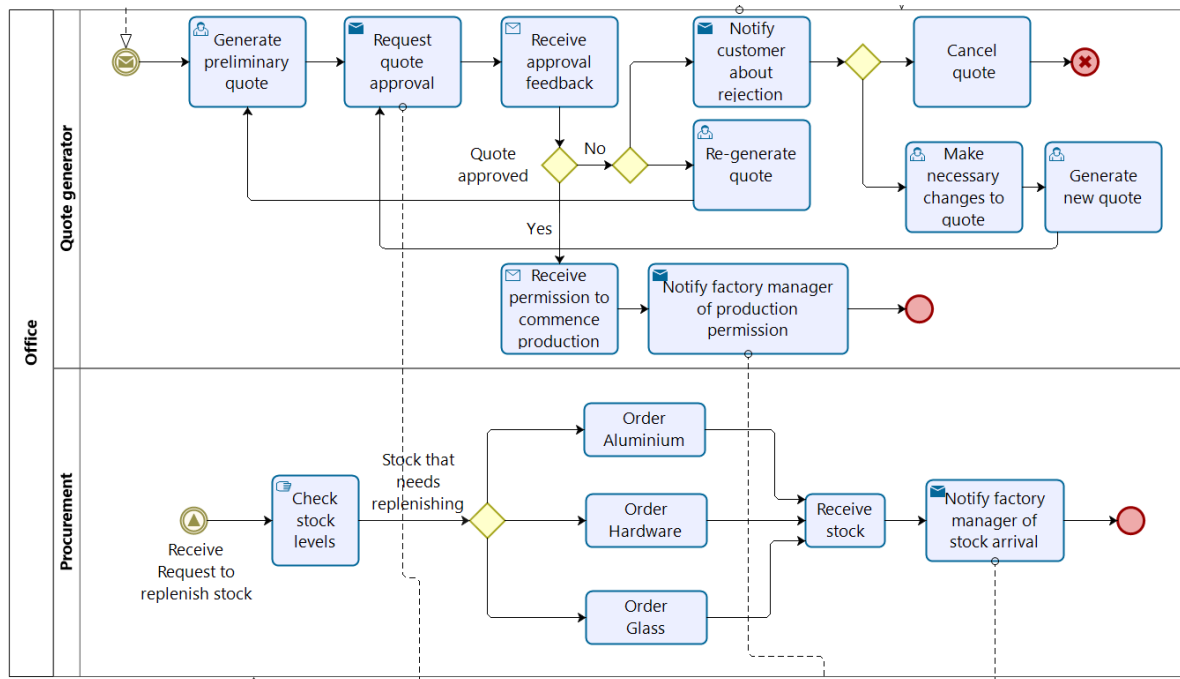 Office
Quote generator
Generate
preliminary
quote
Request
quote
approval
Receive
approval
feedback
Notify
customer
about
rejection
Cancel
quote
Quote
approved
No
Re-generate
quote
Make
necessary
changes to
quote
Generate
new quote
Yes
Receive
permission to
commence
production
Notify factory manager
of production
permission
Procurement
Receive
Request to
replenish stock
Check
stock
levels
Stock that
needs
replenishing
Order
Aluminium
Order
Hardware
Order
Glass
Receive
stock
Notify factory
manager of
stock arrival